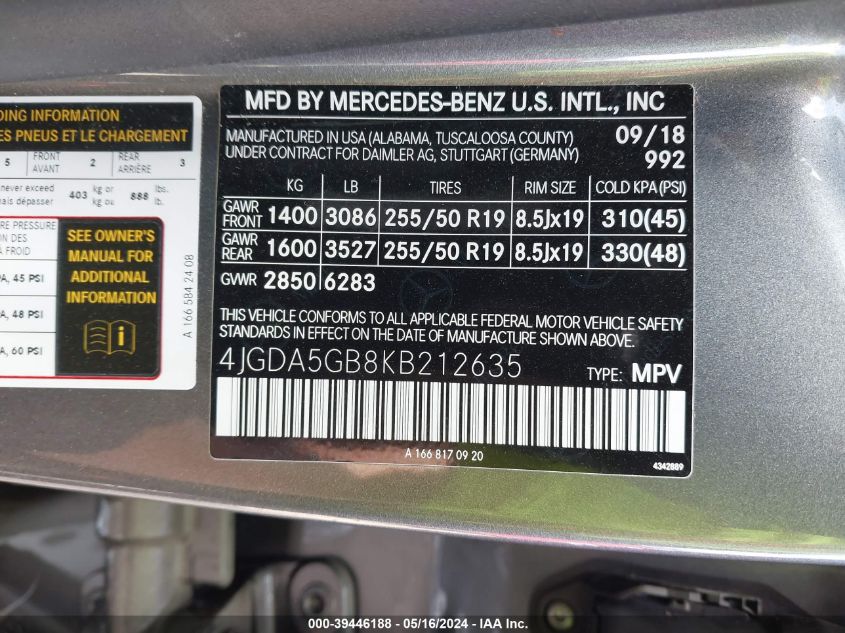 DING INFORMATION
ES PNEUS ET LE CHARGEMENT
5 FRONT AVANT 2 REAR ARRIÈRE 3
never exceed 403 kg or 888 lbs.
mais dépasser kg ou lb.
RE PRESSURE
ON DES
A FROID
PA, 45 PSI
PA, 48 PSI
PA, 60 PSI
SEE OWNER'S
MANUAL FOR
ADDITIONAL
INFORMATION
A 166 584 24 08
MFD BY MERCEDES-BENZ U.S. INTL., INC
MANUFACTURED IN USA (ALABAMA, TUSCALOOSA COUNTY) 09/18
UNDER CONTRACT FOR DAIMLER AG, STUTTGART (GERMANY) 992
KG LB TIRES RIM SIZE COLD KPA (PSI)
GAWR FRONT 1400 3086 255/50 R19 8.5Jx19 310(45)
GAWR REAR 1600 3527 255/50 R19 8.5Jx19 330(48)
GVWR 2850 6283
THIS VEHICLE CONFORMS TO ALL APPLICABLE FEDERAL MOTOR VEHICLE SAFETY
STANDARDS IN EFFECT ON THE DATE OF MANUFACTURE SHOWN ABOVE.
4JGDA5GB8KB212635 TYPE: MPV
A 166 817 09 20
4342889
000-39446188 - 05/16/2024 - IAA Inc.